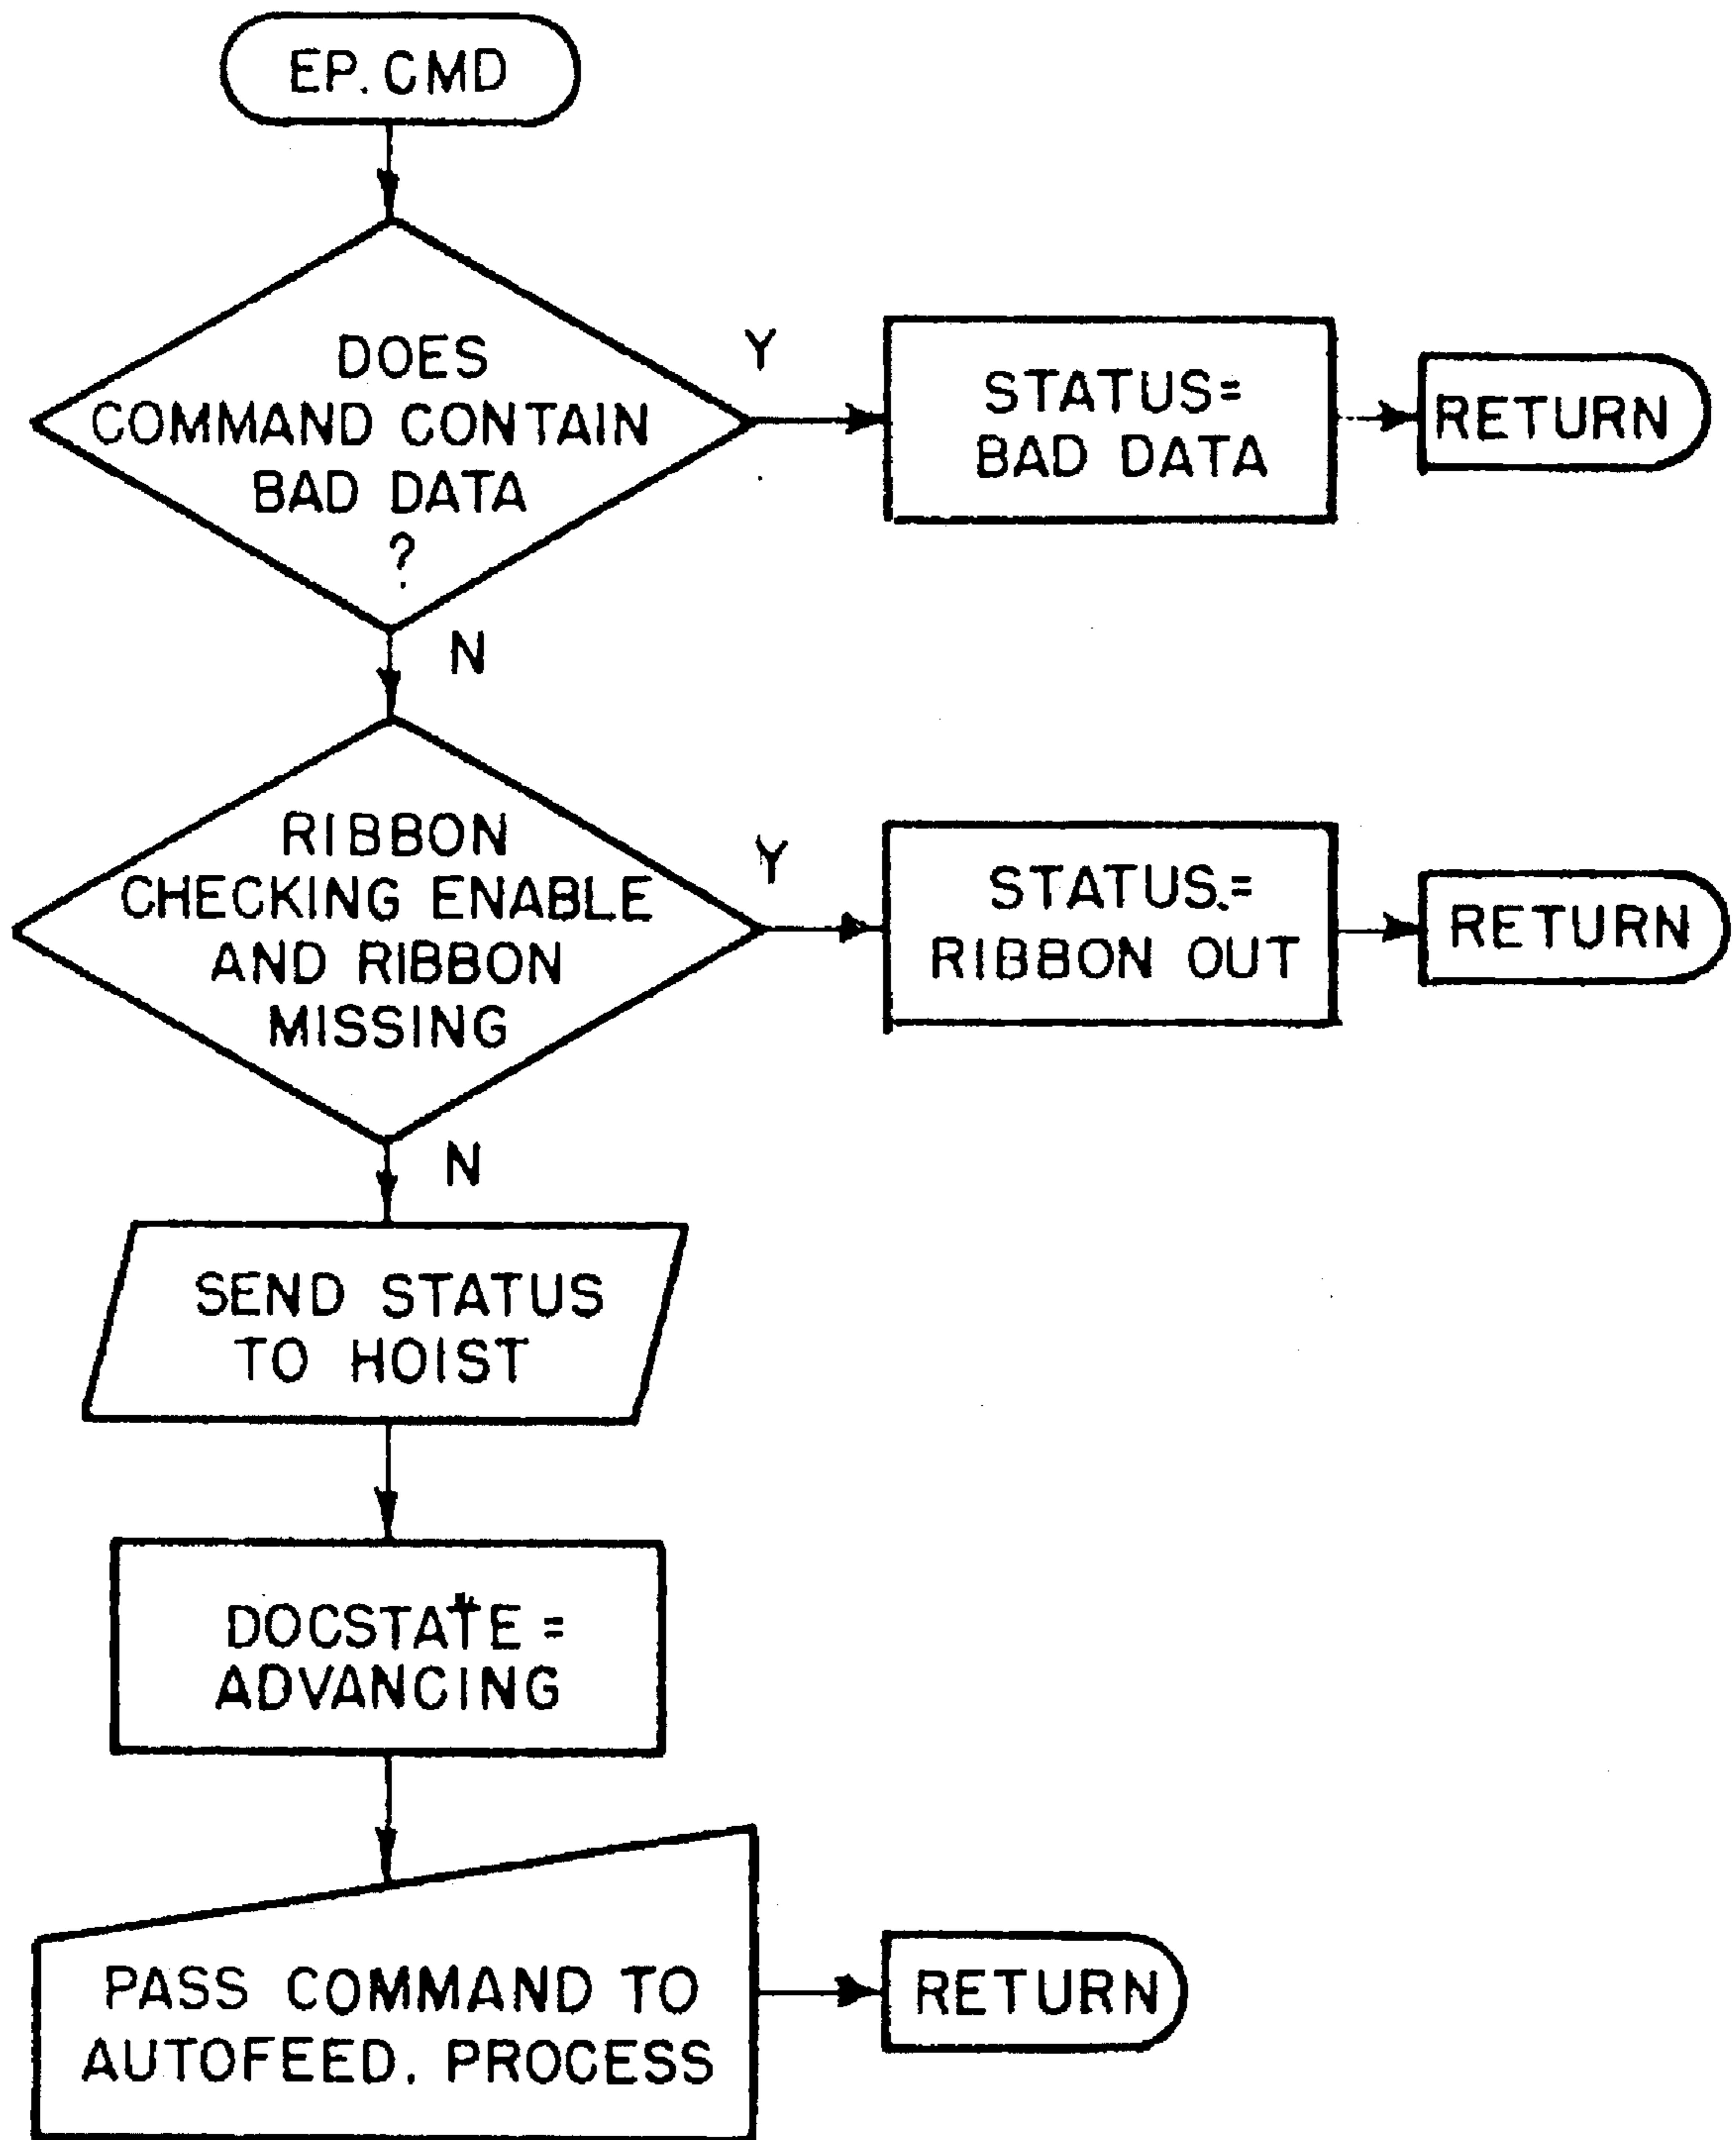 EP. CMD
DOES
COMMAND CONTAIN
BAD DATA
?
Y
STATUS=
BAD DATA
RETURN
N
RIBBON
CHECKING ENABLE
AND RIBBON
MISSING
Y
STATUS.=
RIBBON OUT
RETURN
N
SEND STATUS
TO HOIST
DOCSTATE =
ADVANCING
PASS COMMAND TO
AUTOFEED. PROCESS
RETURN